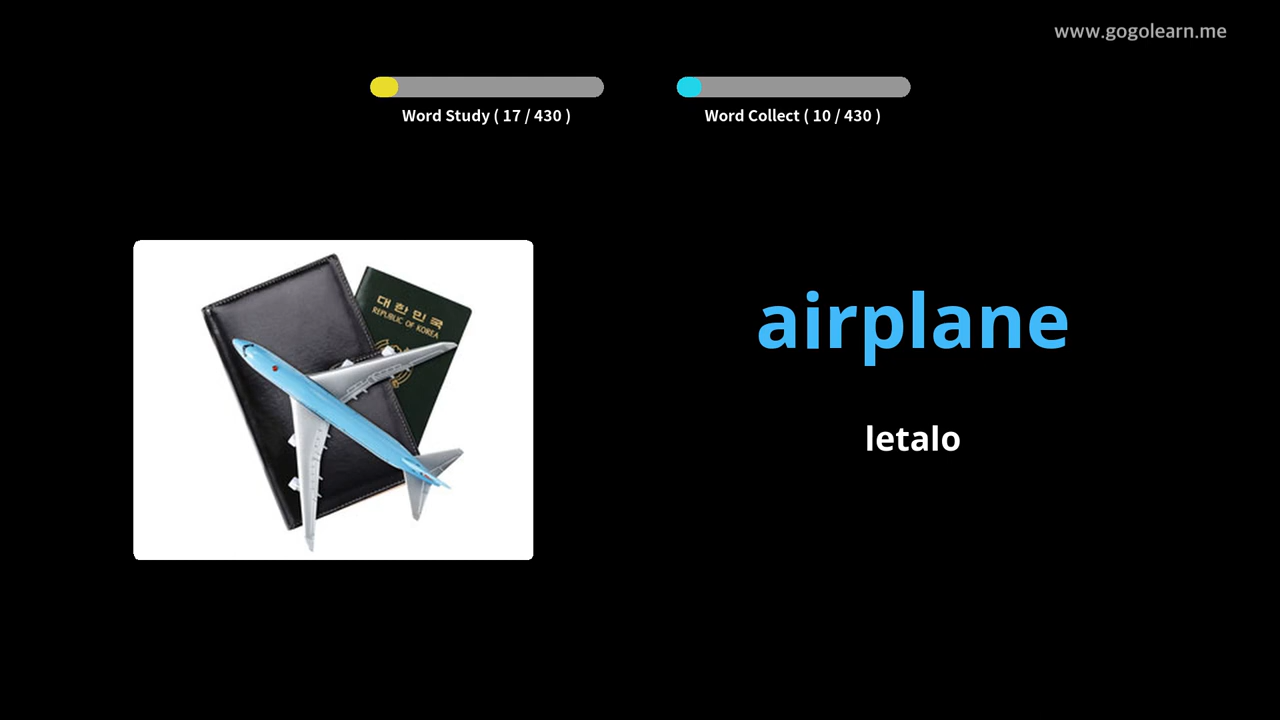 www.gogolearn.me
Word Study ( 17 / 430 )
Word Collect ( 10 / 430 )
대한민국
REPUBLIC OF KOREA
airplane
letalo